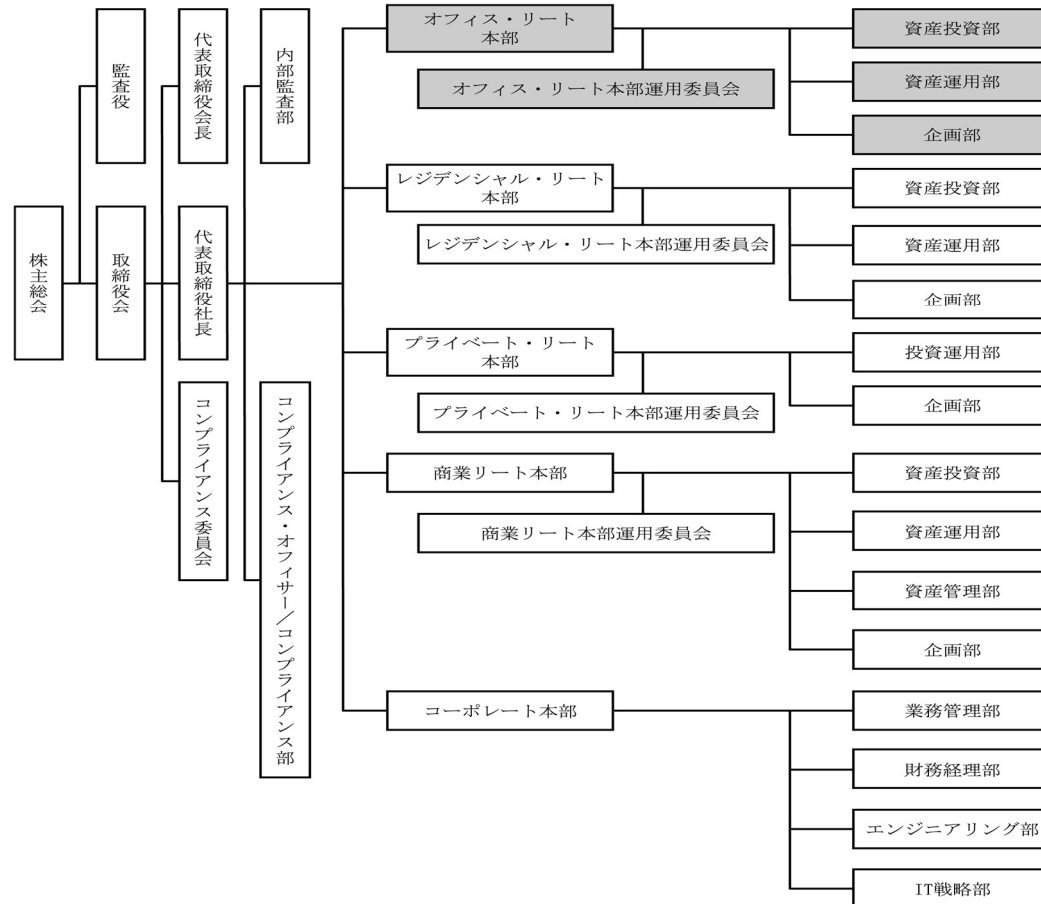 株主総会
監査役
取締役会
代表取締役会長
代表取締役社長
コンプライアンス委員会
内部監査部
コンプライアンス・オフィサー／コンプライアンス部
オフィス・リート
本部
オフィス・リート本部運用委員会
資産投資部
資産運用部
企画部
レジデンシャル・リート
本部
レジデンシャル・リート本部運用委員会
資産投資部
資産運用部
企画部
プライベート・リート
本部
プライベート・リート本部運用委員会
投資運用部
企画部
商業リート本部
商業リート本部運用委員会
資産投資部
資産運用部
資産管理部
企画部
コーポレート本部
業務管理部
財務経理部
エンジニアリング部
IT戦略部